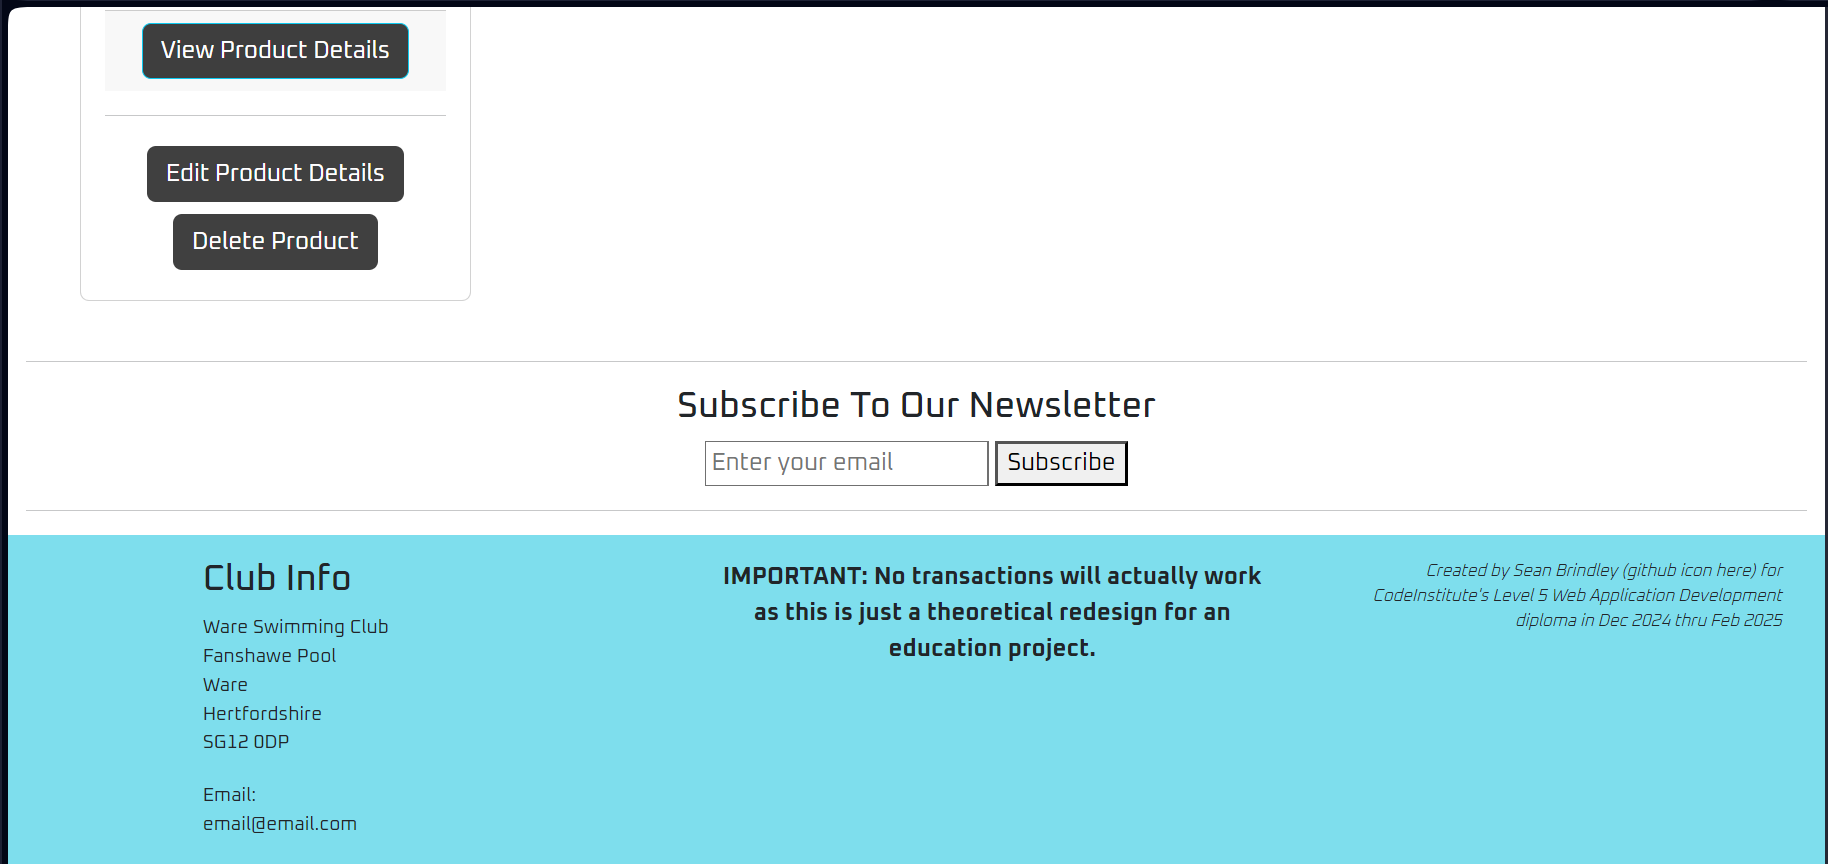 View Product Details
Edit Product Details
Delete Product
Subscribe To Our Newsletter
Enter your email
Subscribe
Club Info
Ware Swimming Club
Fanshawe Pool
Ware
Hertfordshire
SG12 0DP
Email:
email@email.com
IMPORTANT: No transactions will actually work
as this is just a theoretical redesign for an
education project.
Created by Sean Brindley (github icon here) for
CodeInstitute's Level 5 Web Application Development
diploma in Dec 2024 thru Feb 2025